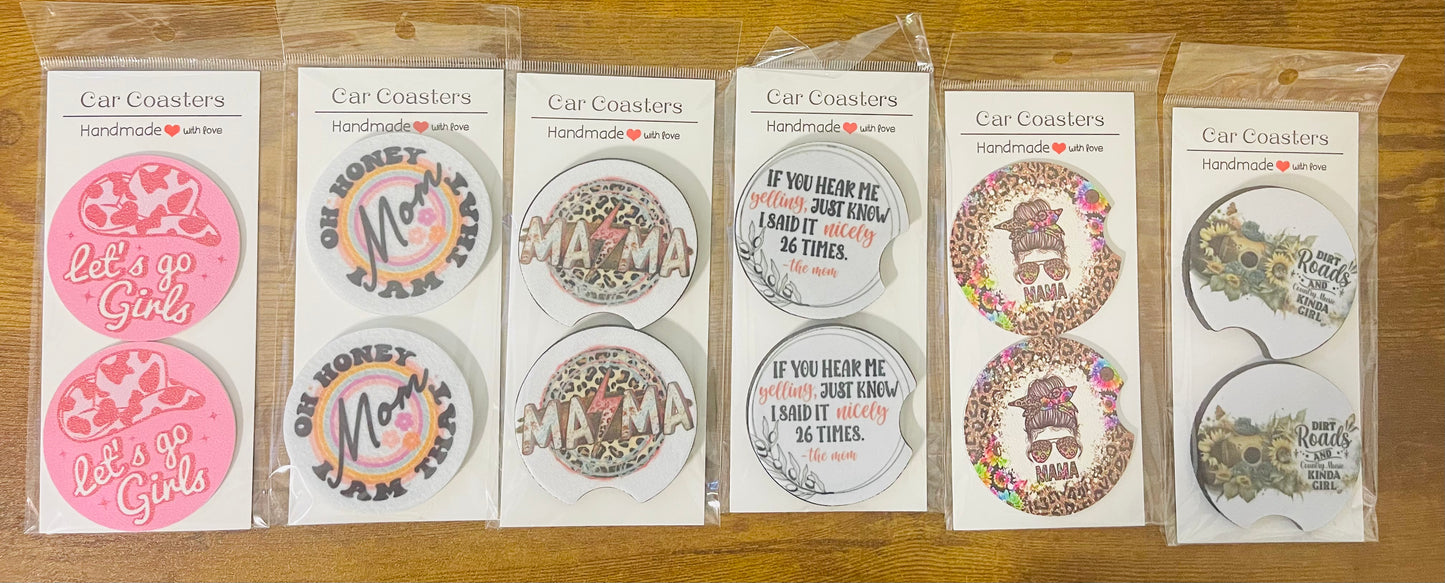 Car Coasters
Handmade ❤ with love
let's go
Girls
let's go
Girls
Car Coasters
Handmade ❤ with love
OH HONEY
I AM THAT
Mom
OH HONEY
I AM THAT
Mom
Car Coasters
Handmade ❤ with love
MAMA
MAMA
Car Coasters
Handmade ❤ with love
IF YOU HEAR ME
yelling, JUST KNOW
I SAID IT nicely
26 TIMES.
-the mom
IF YOU HEAR ME
yelling, JUST KNOW
I SAID IT nicely
26 TIMES.
-the mom
Car Coasters
Handmade ❤ with love
MAMA
MAMA
Car Coasters
Handmade ❤ with love
DIRT
Roads
AND
Country Music
KINDA
GIRL
DIRT
Roads
AND
Country Music
KINDA
GIRL